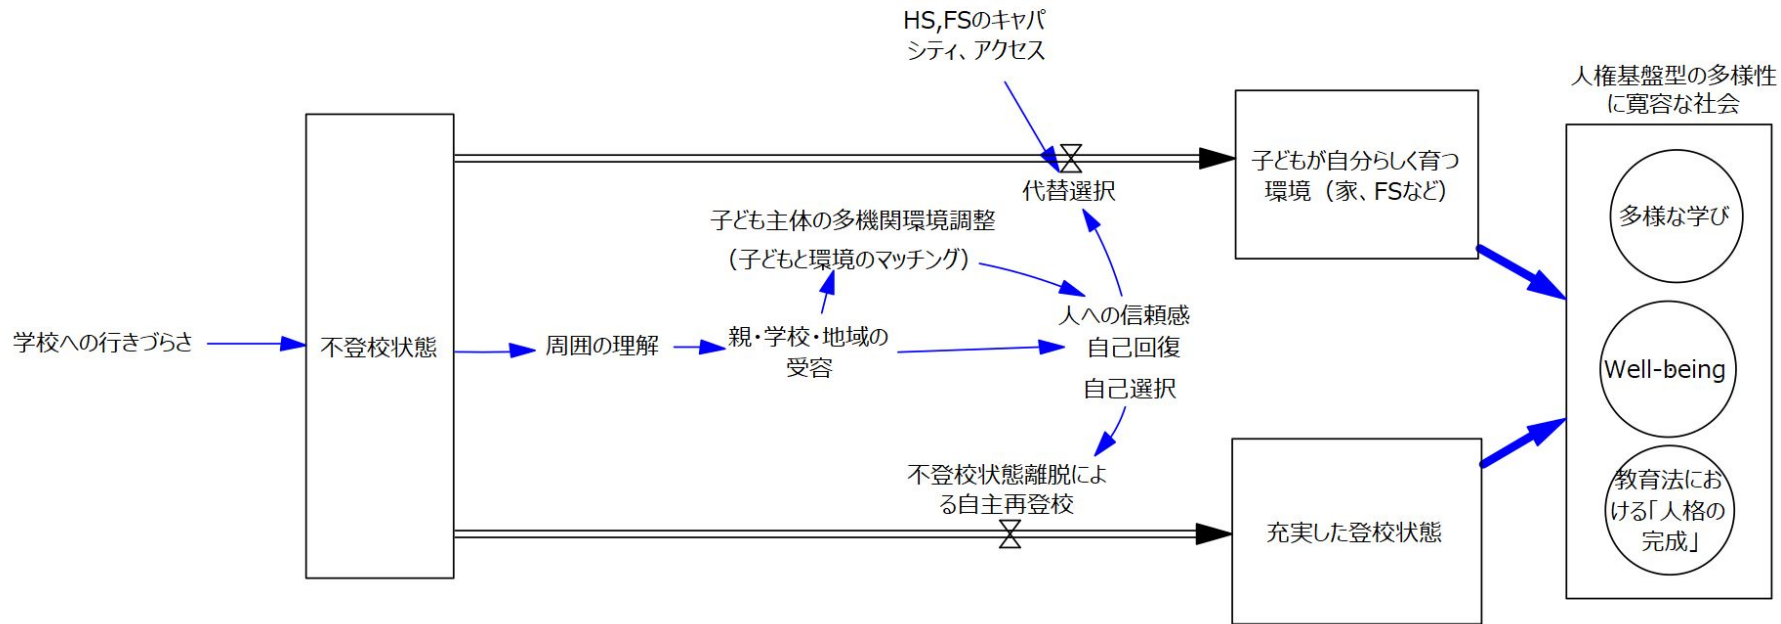 HS,FSのキャパ
シティ、アクセス
人権基盤型の多様性
に寛容な社会
子どもが自分らしく育つ
環境（家、FSなど）
代替選択
多様な学び
子ども主体の多機関環境調整
（子どもと環境のマッチング）
学校への行きづらさ
不登校状態
周囲の理解
親・学校・地域の
受容
人への信頼感
自己回復
自己選択
Well-being
不登校状態離脱によ
る自主再登校
充実した登校状態
教育法にお
ける「人格の
完成」